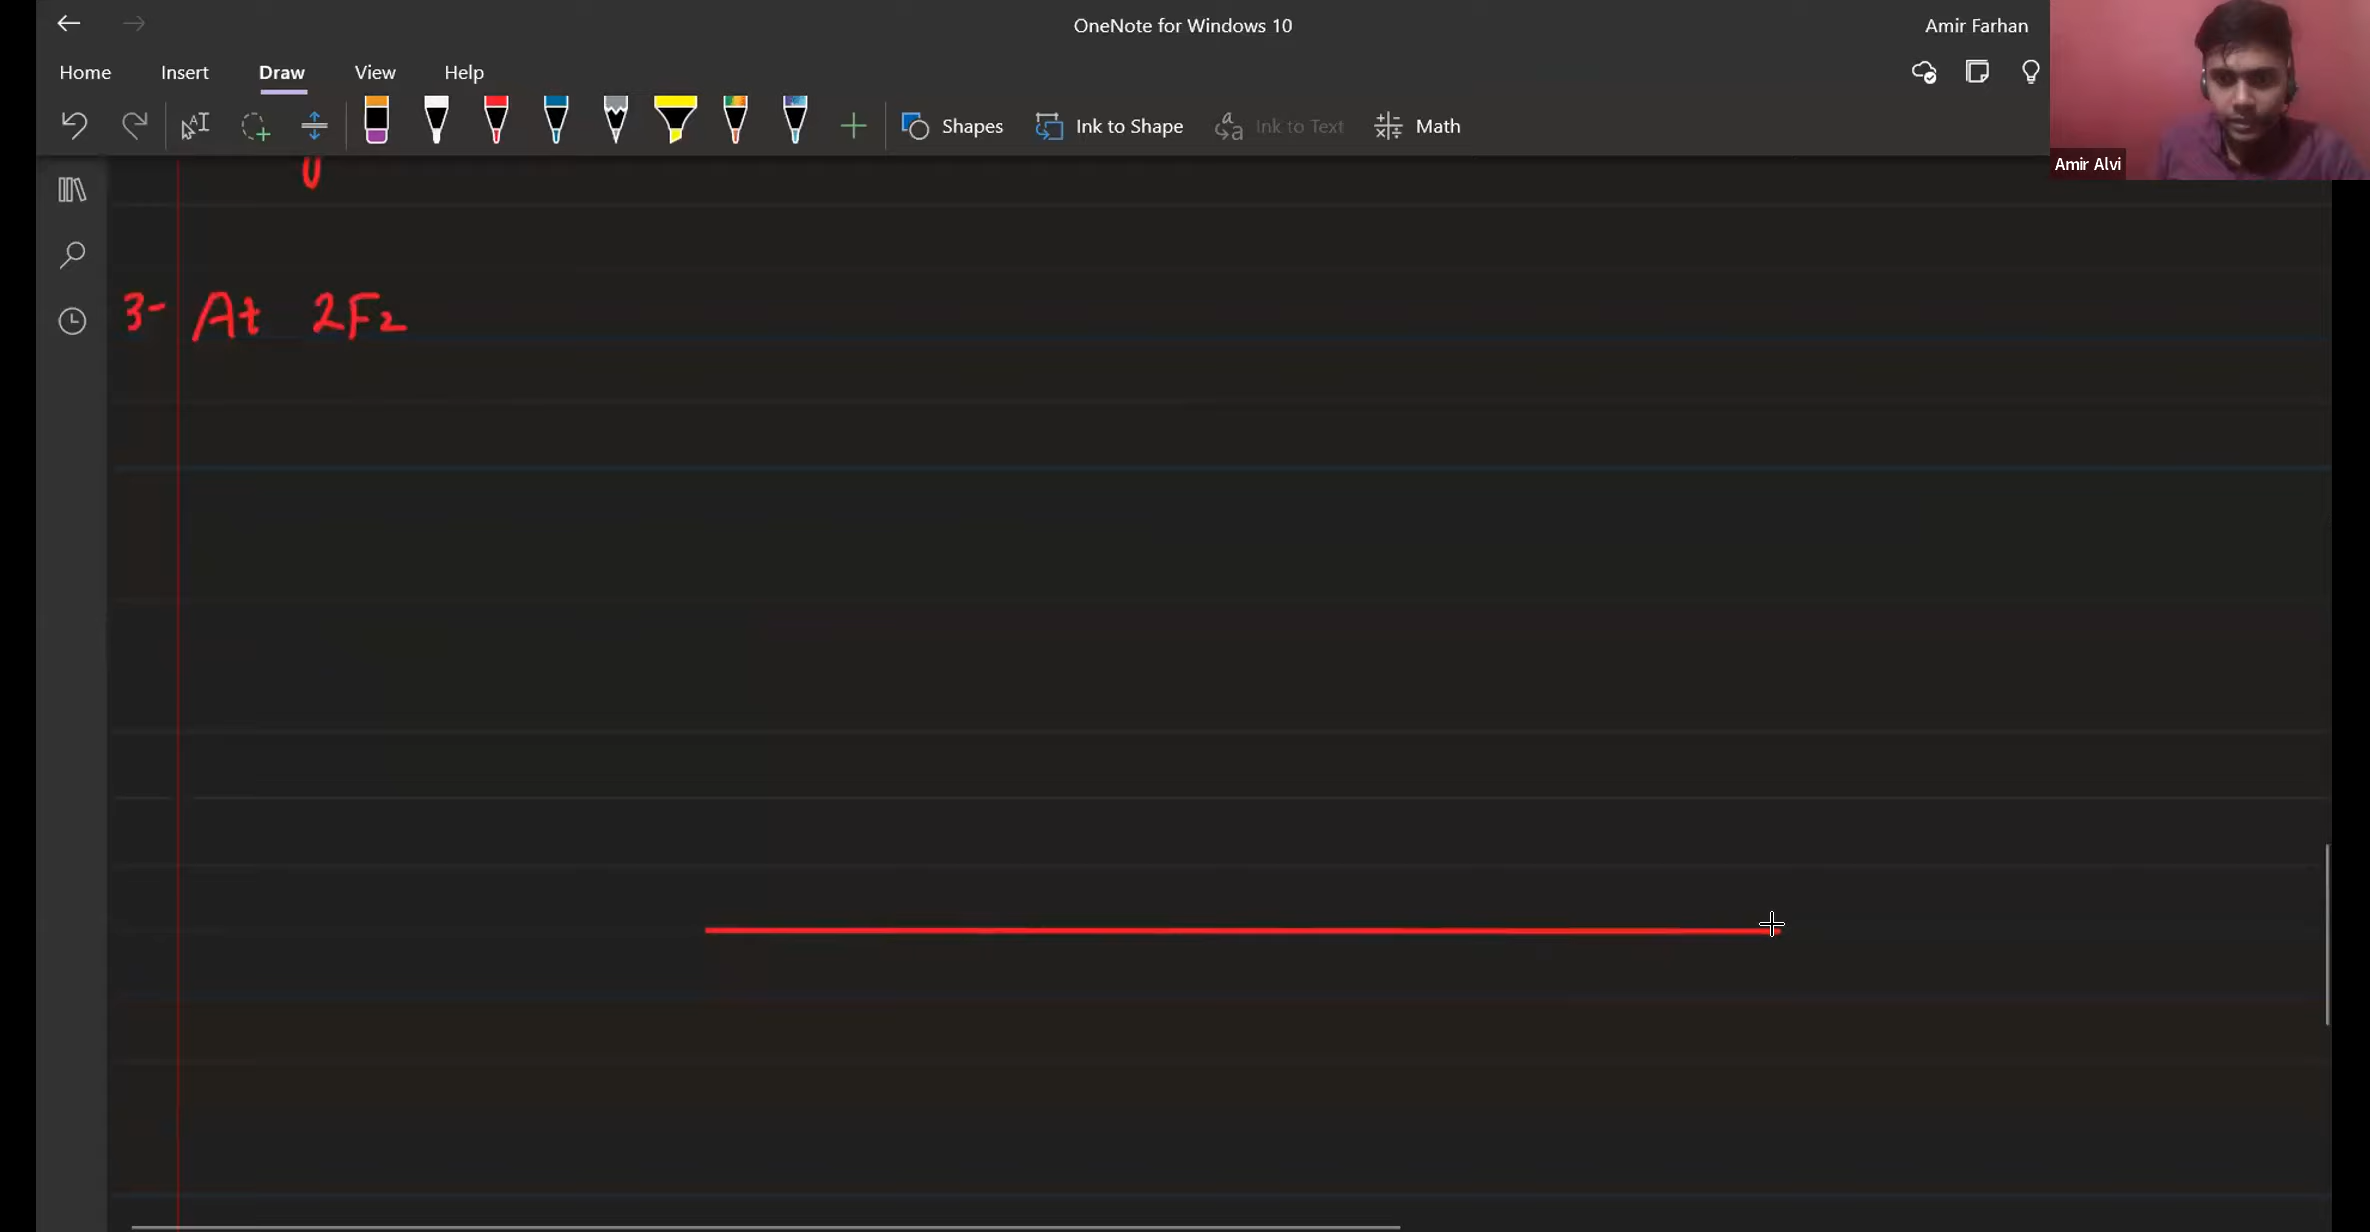 OneNote for Windows 10
Amir Farhan
Home Insert Draw View Help
Shapes Ink to Shape Ink to Text Math
Amir Alvi
3- At 2F2